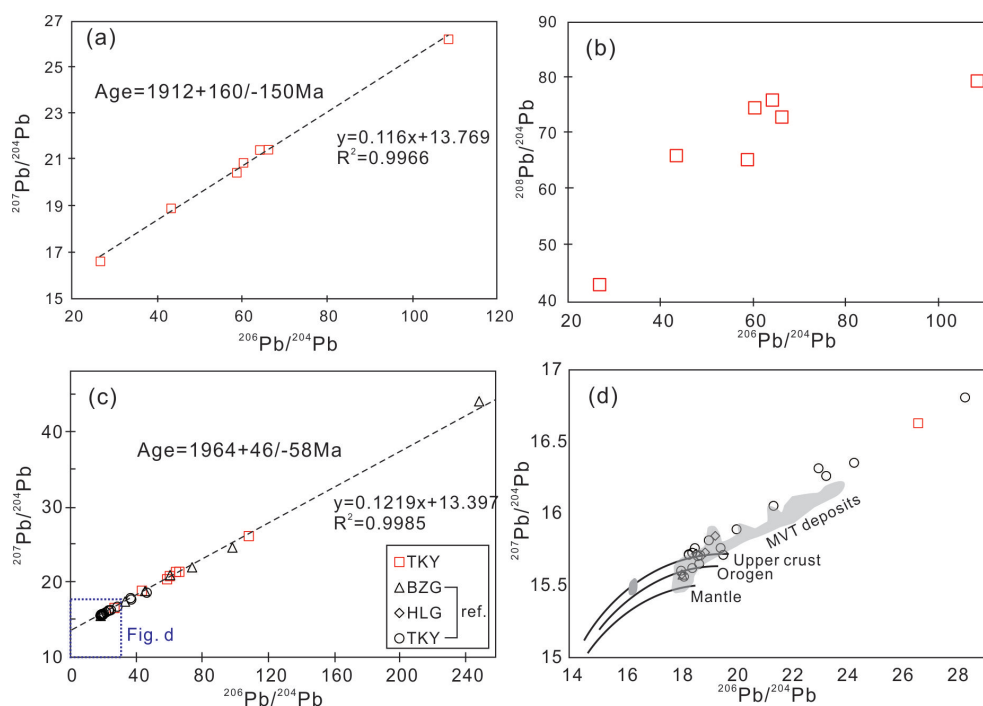 (a)
27
25
23
21
19
17
15
Age=1912+160/-150Ma
y=0.116x+13.769
R²=0.9966
²⁰⁷Pb/²⁰⁴Pb
20 40 60 80 100 120
²⁰⁶Pb/²⁰⁴Pb
(b)
90
80
70
60
50
40
²⁰⁸Pb/²⁰⁴Pb
20 40 60 80 100
²⁰⁶Pb/²⁰⁴Pb
(c)
40
30
20
10
Age=1964+46/-58Ma
y=0.1219x+13.397
R²=0.9985
TKY
BZG
HLG
TKY
ref.
Fig. d
²⁰⁷Pb/²⁰⁴Pb
0 40 80 120 160 200 240
²⁰⁶Pb/²⁰⁴Pb
(d)
17
16.5
16
15.5
15
MVT deposits
Upper crust
Orogen
Mantle
²⁰⁷Pb/²⁰⁴Pb
14 16 18 20 22 24 26 28
²⁰⁶Pb/²⁰⁴Pb